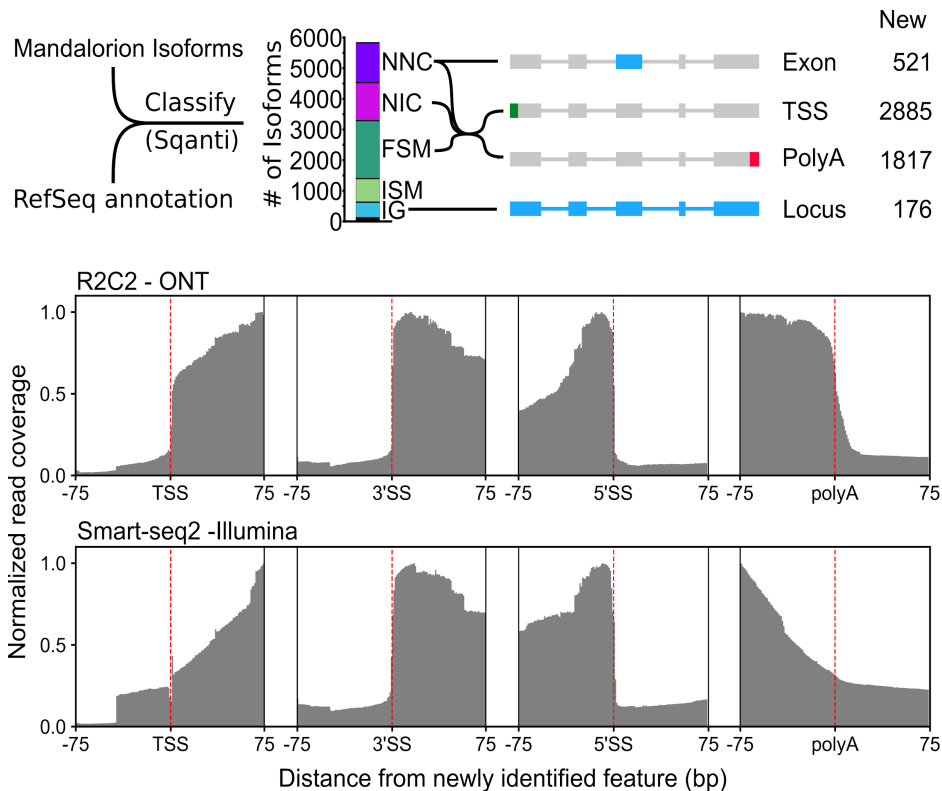 New
Mandalorion Isoforms
Classify
(Sqanti)
RefSeq annotation
# of Isoforms
6000
5000
4000
3000
2000
1000
0
NNC
NIC
FSM
ISM
IG
Exon 521
TSS 2885
PolyA 1817
Locus 176
R2C2 - ONT
Normalized read coverage
1.0
0.5
0.0
-75 TSS 75 -75 3'SS 75 -75 5'SS 75 -75 polyA 75
Smart-seq2 -Illumina
1.0
0.5
0.0
-75 TSS 75 -75 3'SS 75 -75 5'SS 75 -75 polyA 75
Distance from newly identified feature (bp)